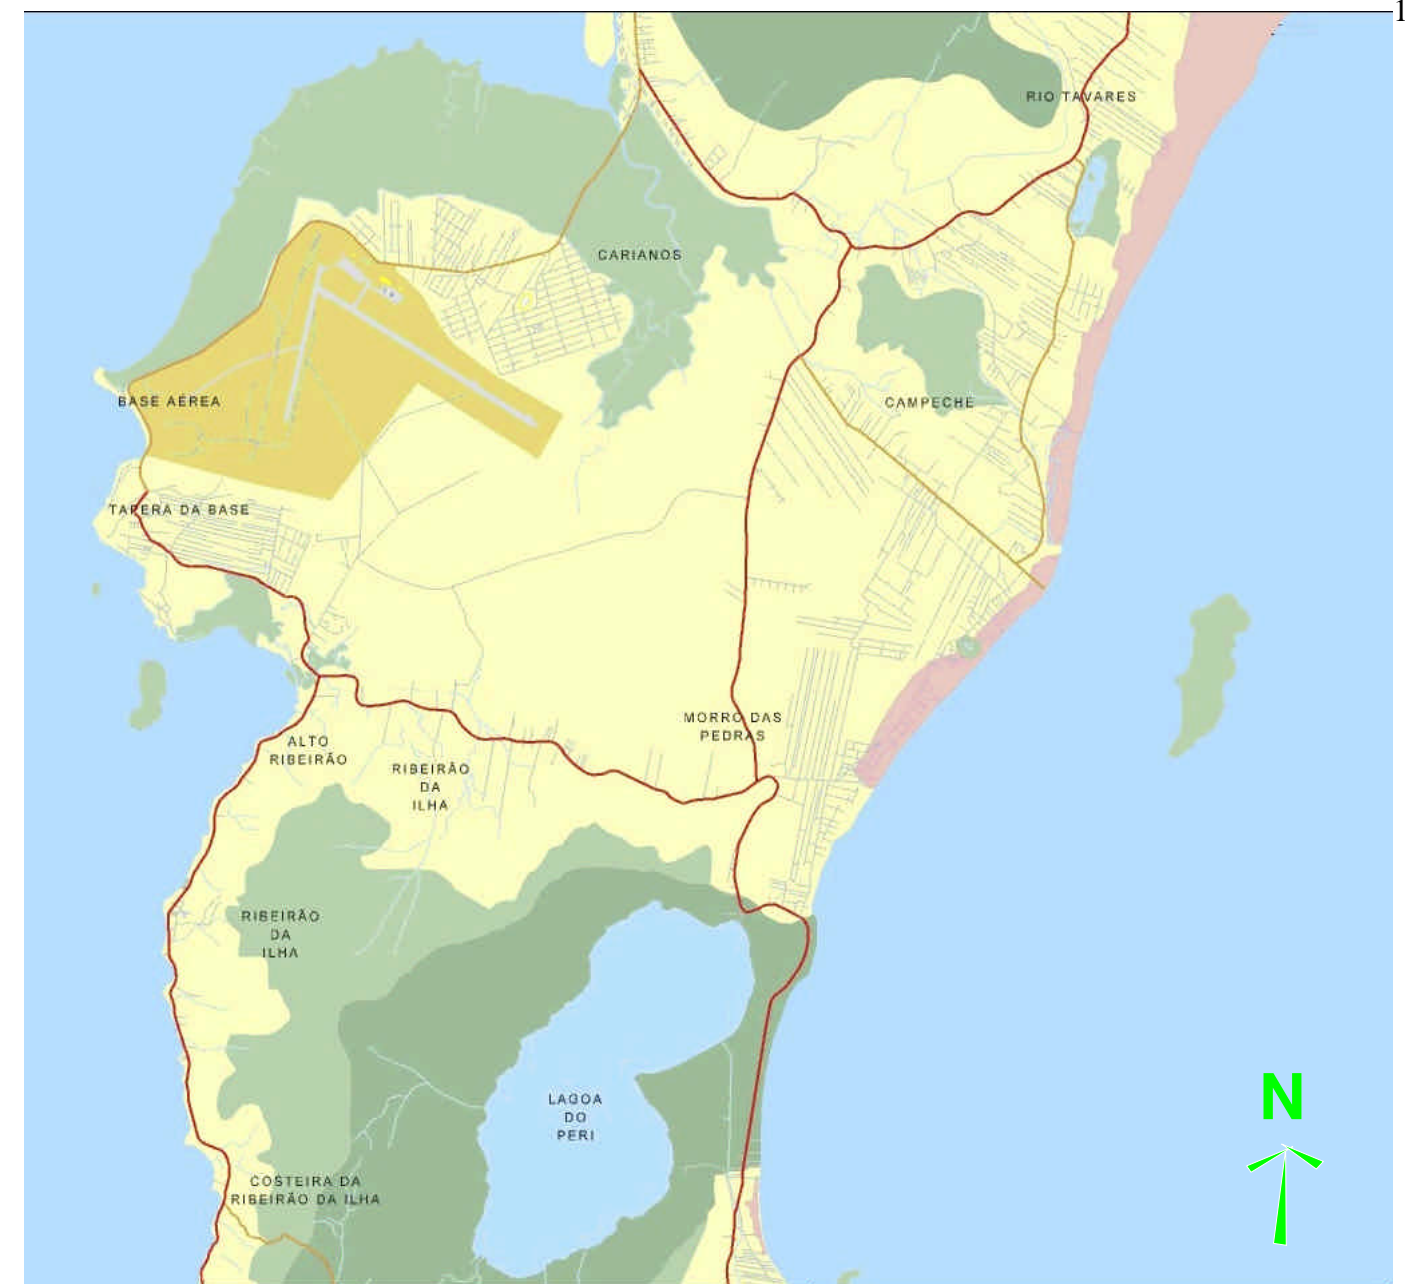 1
RIO TAVARES
CARIANOS
BASE AÉREA
CAMPECHE
TAPERA DA BASE
MORRO DAS
PEDRAS
ALTO
RIBEIRÃO
RIBEIRÃO
DA
ILHA
RIBEIRÃO
DA
ILHA
LAGOA
DO
PERI
N
COSTEIRA DA
RIBEIRÃO DA ILHA